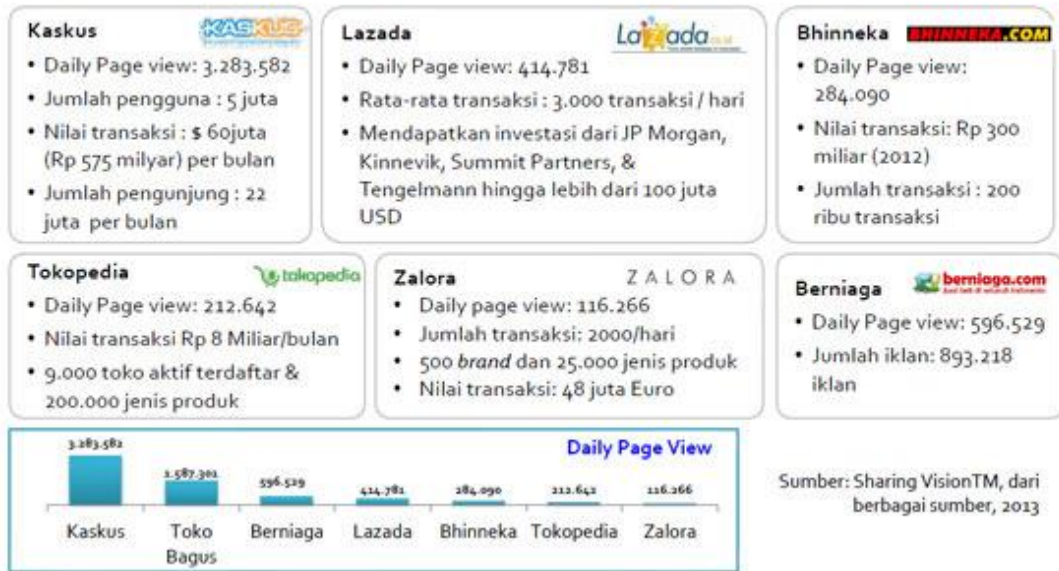 Kaskus
KASKUS
• Daily Page view: 3.283.582
• Jumlah pengguna : 5 juta
• Nilai transaksi : $ 60juta
(Rp 575 milyar) per bulan
• Jumlah pengunjung : 22
juta per bulan
Lazada
Lazada.co.id
• Daily Page view: 414.781
• Rata-rata transaksi : 3.000 transaksi / hari
• Mendapatkan investasi dari JP Morgan,
Kinnevik, Summit Partners, &
Tengelmann hingga lebih dari 100 juta
USD
Bhinneka
BHINNEKA.COM
• Daily Page view:
284.090
• Nilai transaksi: Rp 300
miliar (2012)
• Jumlah transaksi : 200
ribu transaksi
Tokopedia
tokopedia
• Daily Page view: 212.642
• Nilai transaksi Rp 8 Miliar/bulan
• 9.000 toko aktif terdaftar &
200.000 jenis produk
Zalora
ZALORA
• Daily page view: 116.266
• Jumlah transaksi: 2000/hari
• 500 brand dan 25.000 jenis produk
• Nilai transaksi: 48 juta Euro
Berniaga
berniaga.com
• Daily Page view: 596.529
• Jumlah iklan: 893.218
iklan
Daily Page View
3.283.582
1.587.301
596.529
414.781
284.090
212.642
116.266
Kaskus
Toko
Bagus
Berniaga
Lazada
Bhinneka
Tokopedia
Zalora
Sumber: Sharing VisionTM, dari
berbagai sumber, 2013